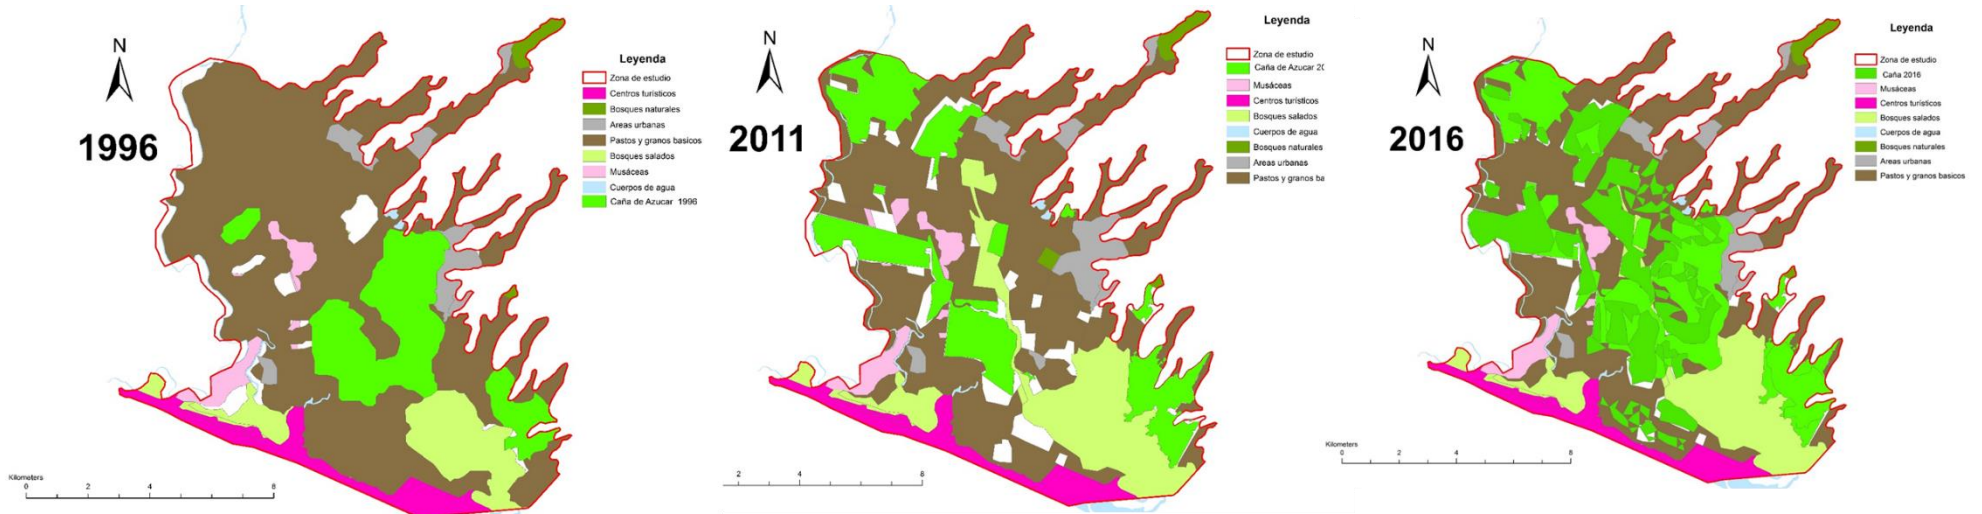 N
1996
Leyenda
Zona de estudio
Centros turísticos
Bosques naturales
Areas urbanas
Pastos y granos basicos
Bosques salados
Musáceas
Cuerpos de agua
Caña de Azucar 1996
Kilometers
0 2 4 8
N
2011
Leyenda
Zona de estudio
Caña de Azucar 20
Musáceas
Centros turísticos
Bosques salados
Cuerpos de agua
Bosques naturales
Areas urbanas
Pastos y granos ba
2 4 8
N
2016
Leyenda
Zona de estudio
Caña 2016
Musáceas
Centros turísticos
Bosques salados
Cuerpos de agua
Bosques naturales
Areas urbanas
Pastos y granos basicos
Kilometers
0 2 4 8